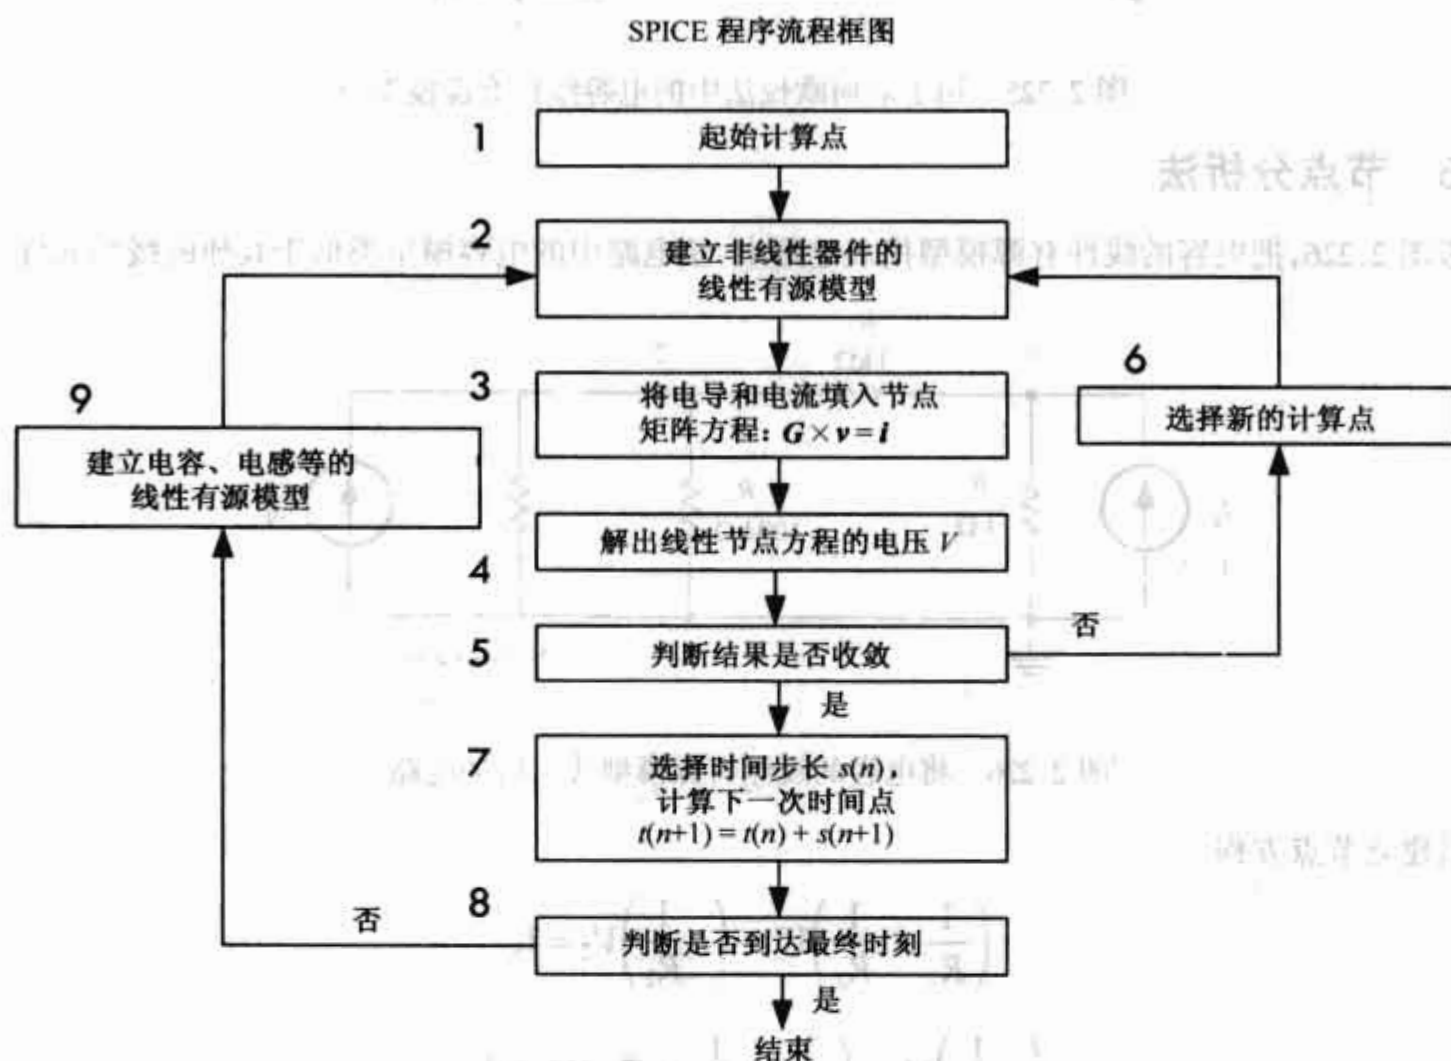 SPICE 程序流程框图
1
起始计算点
2
建立非线性器件的
线性有源模型
3
将电导和电流填入节点
矩阵方程：G × v = i
4
解出线性节点方程的电压 V
5
判断结果是否收敛
否
是
6
选择新的计算点
7
选择时间步长 s(n)，
计算下一次时间点
t(n+1) = t(n) + s(n+1)
8
判断是否到达最终时刻
否
是
9
建立电容、电感等的
线性有源模型
结束
节点分析法